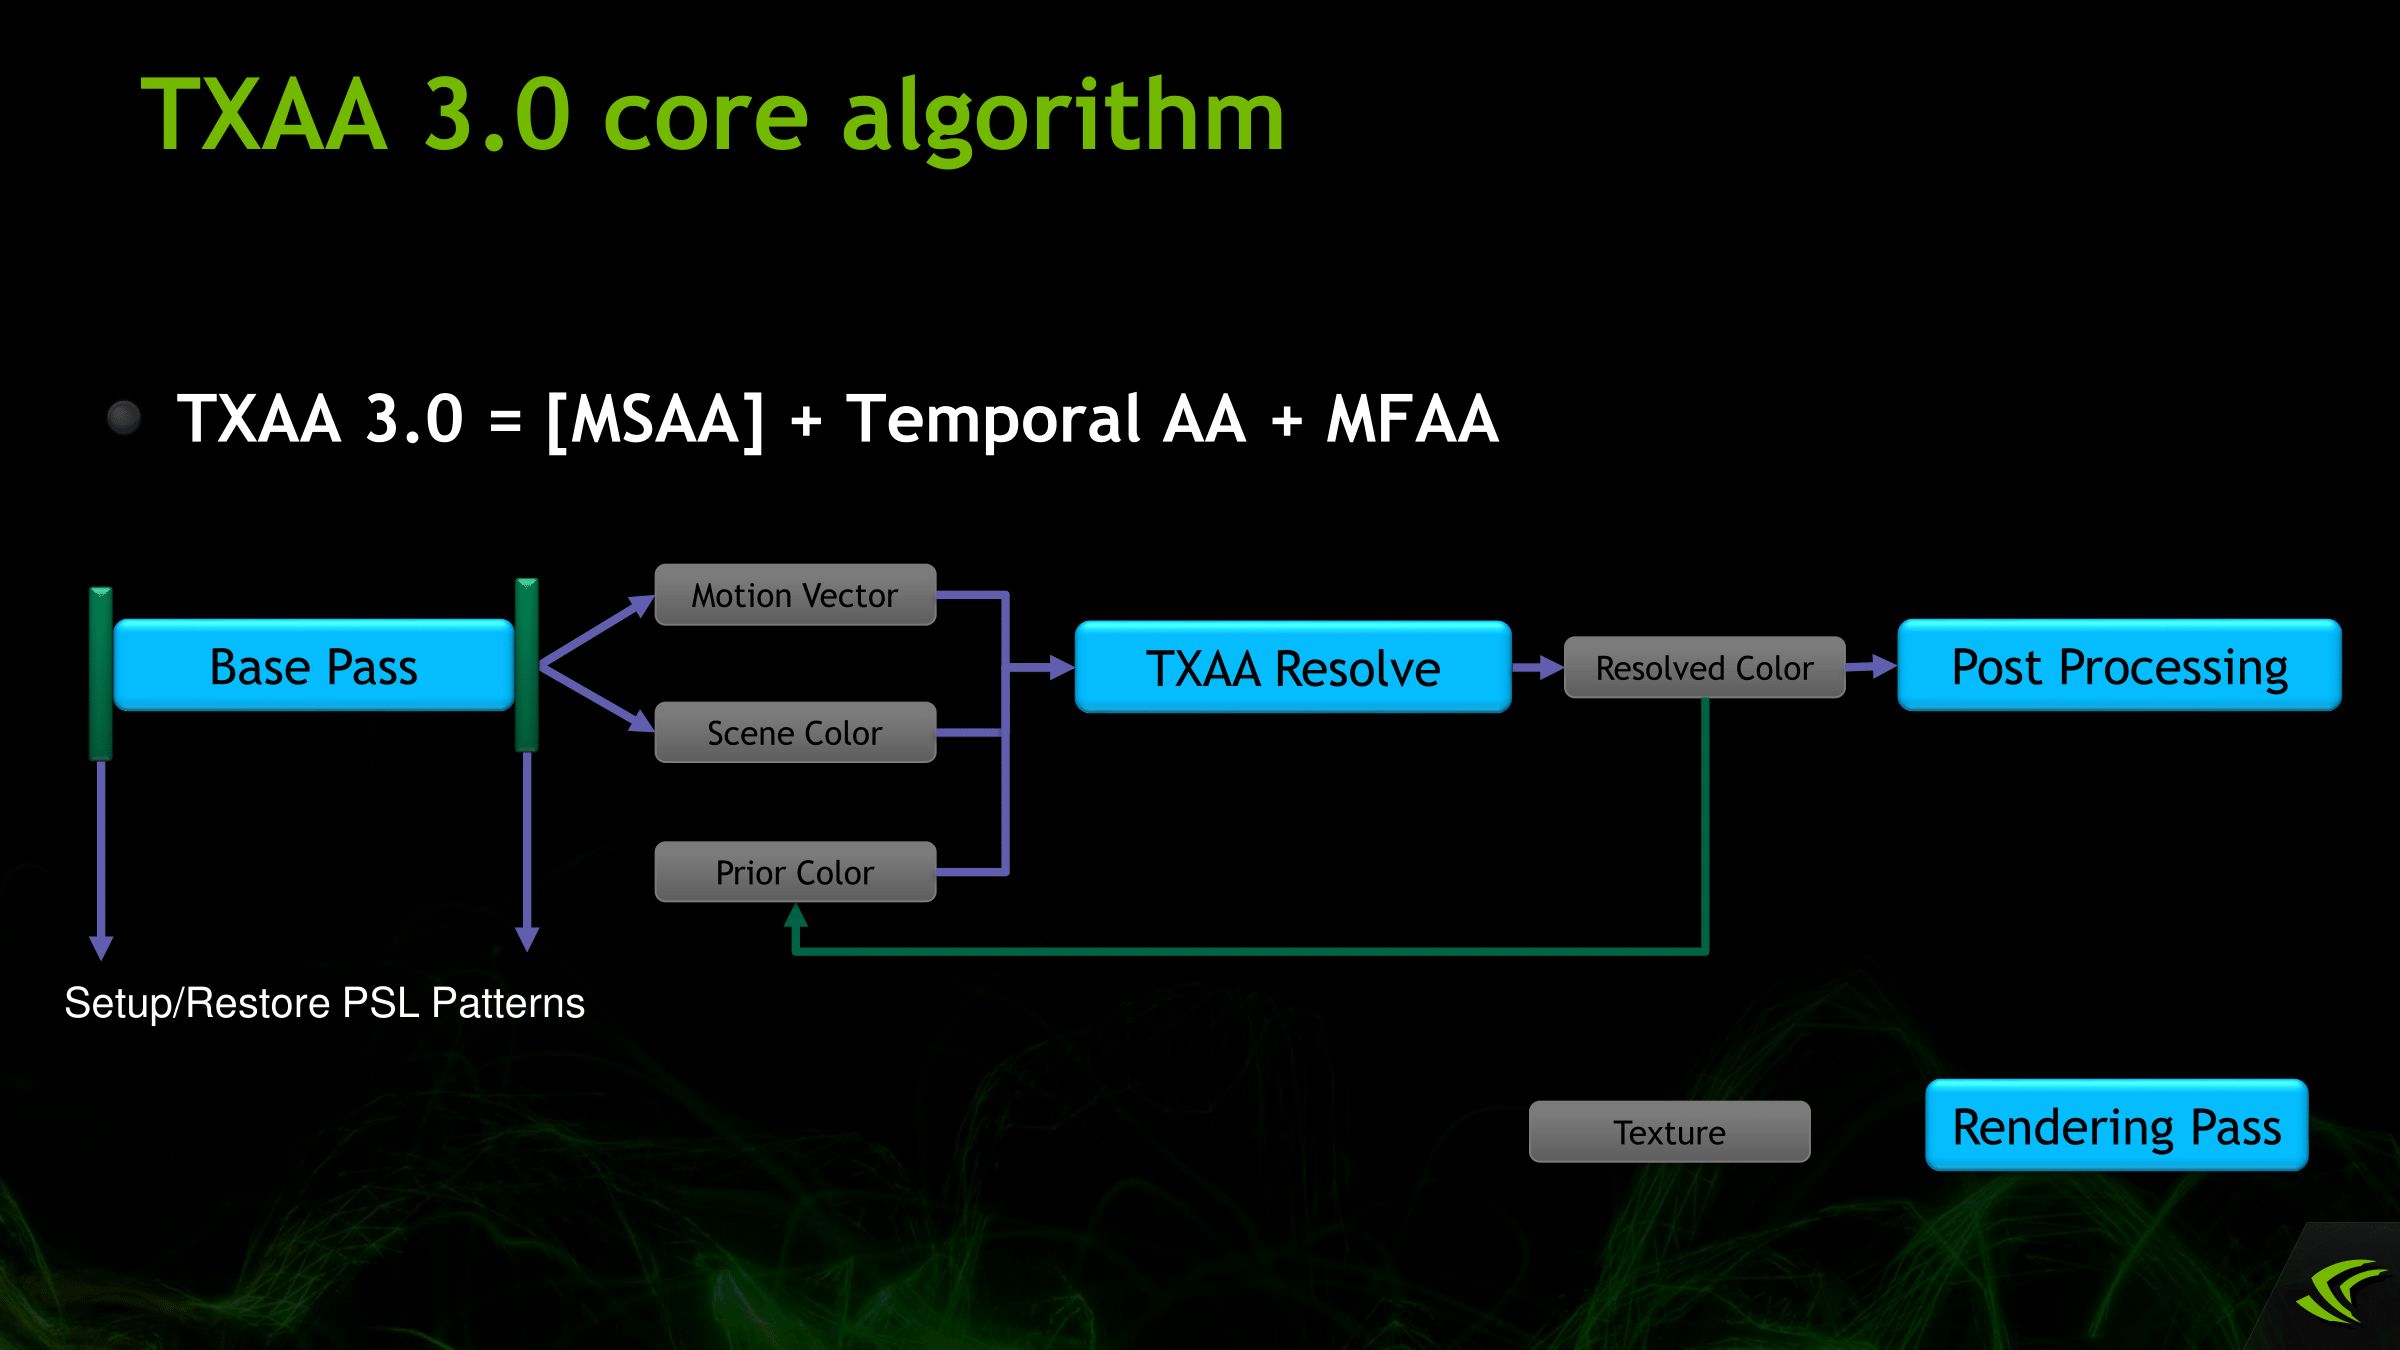 TXAA 3.0 core algorithm
TXAA 3.0 = [MSAA] + Temporal AA + MFAA
Motion Vector
Base Pass
TXAA Resolve
Resolved Color
Post Processing
Scene Color
Prior Color
Setup/Restore PSL Patterns
Texture
Rendering Pass